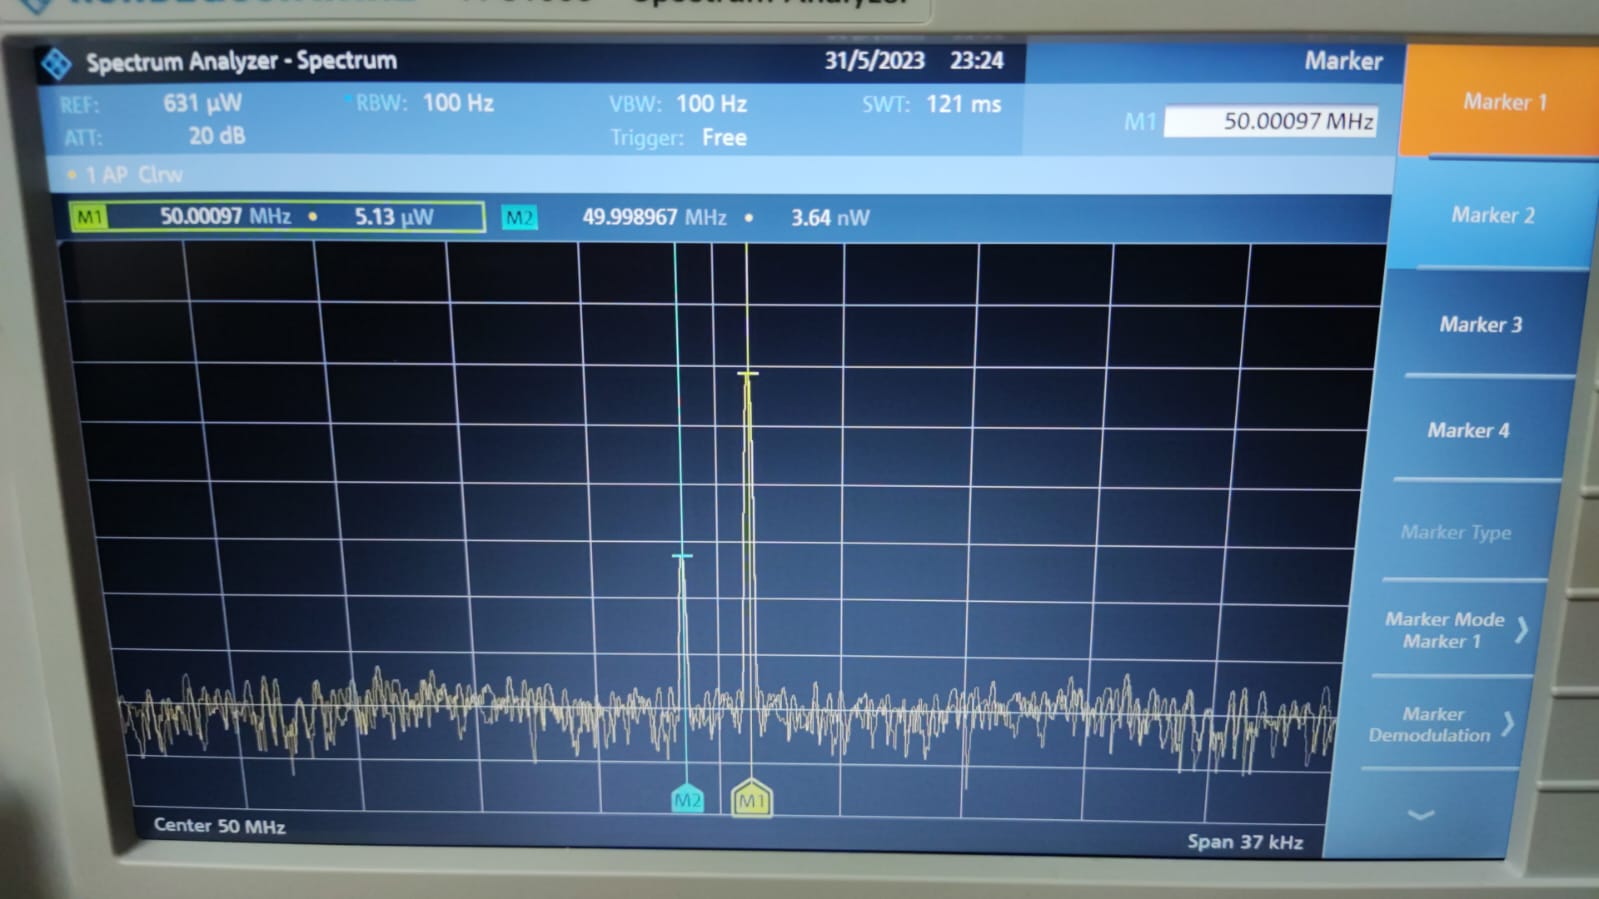 Spectrum Analyzer
Spectrum Analyzer - Spectrum 31/5/2023 23:24 Marker
REF: 631 µW RBW: 100 Hz VBW: 100 Hz SWT: 121 ms
ATT: 20 dB Trigger: Free
M1 50.00097 MHz
1 AP Clrw
M1 50.00097 MHz • 5.13 µW M2 49.998967 MHz • 3.64 nW
Marker 1
Marker 2
Marker 3
Marker 4
Marker Type
Marker Mode
Marker 1
Marker
Demodulation
M2 M1
Center 50 MHz Span 37 kHz